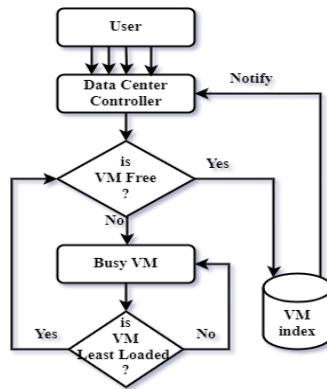 User
Data Center
Controller
Notify
is
VM Free
?
Yes
No
Busy VM
VM
index
is
VM
Least Loaded
?
Yes
No